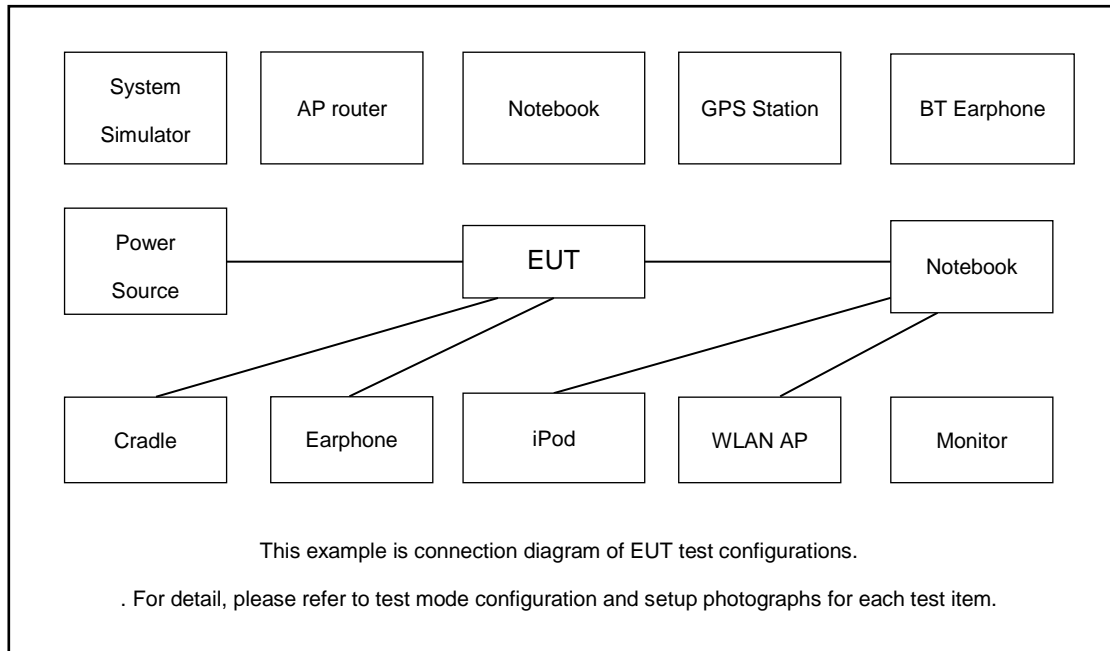 System
Simulator
AP router
Notebook
GPS Station
BT Earphone
Power
Source
EUT
Notebook
Cradle
Earphone
iPod
WLAN AP
Monitor
This example is connection diagram of EUT test configurations.
. For detail, please refer to test mode configuration and setup photographs for each test item.